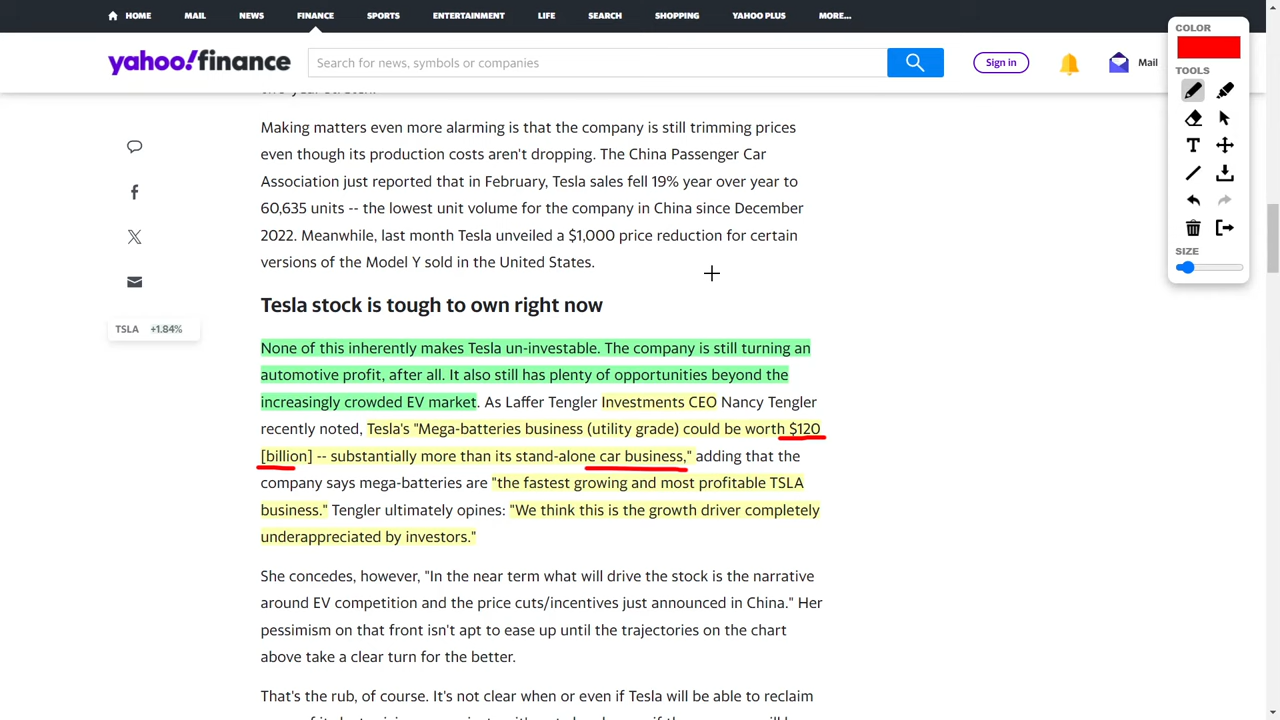 HOME MAIL NEWS FINANCE SPORTS ENTERTAINMENT LIFE SEARCH SHOPPING YAHOO PLUS MORE...
COLOR
yahoo!finance Search for news, symbols or companies Sign in Mail
TOOLS
two-year stretch.
Making matters even more alarming is that the company is still trimming prices
even though its production costs aren't dropping. The China Passenger Car
Association just reported that in February, Tesla sales fell 19% year over year to
60,635 units -- the lowest unit volume for the company in China since December
2022. Meanwhile, last month Tesla unveiled a $1,000 price reduction for certain
versions of the Model Y sold in the United States.
SIZE
Tesla stock is tough to own right now
TSLA +1.84%
None of this inherently makes Tesla un-investable. The company is still turning an
automotive profit, after all. It also still has plenty of opportunities beyond the
increasingly crowded EV market. As Laffer Tengler Investments CEO Nancy Tengler
recently noted, Tesla's "Mega-batteries business (utility grade) could be worth $120
[billion] -- substantially more than its stand-alone car business," adding that the
company says mega-batteries are "the fastest growing and most profitable TSLA
business." Tengler ultimately opines: "We think this is the growth driver completely
underappreciated by investors."
She concedes, however, "In the near term what will drive the stock is the narrative
around EV competition and the price cuts/incentives just announced in China." Her
pessimism on that front isn't apt to ease up until the trajectories on the chart
above take a clear turn for the better.
That's the rub, of course. It's not clear when or even if Tesla will be able to reclaim